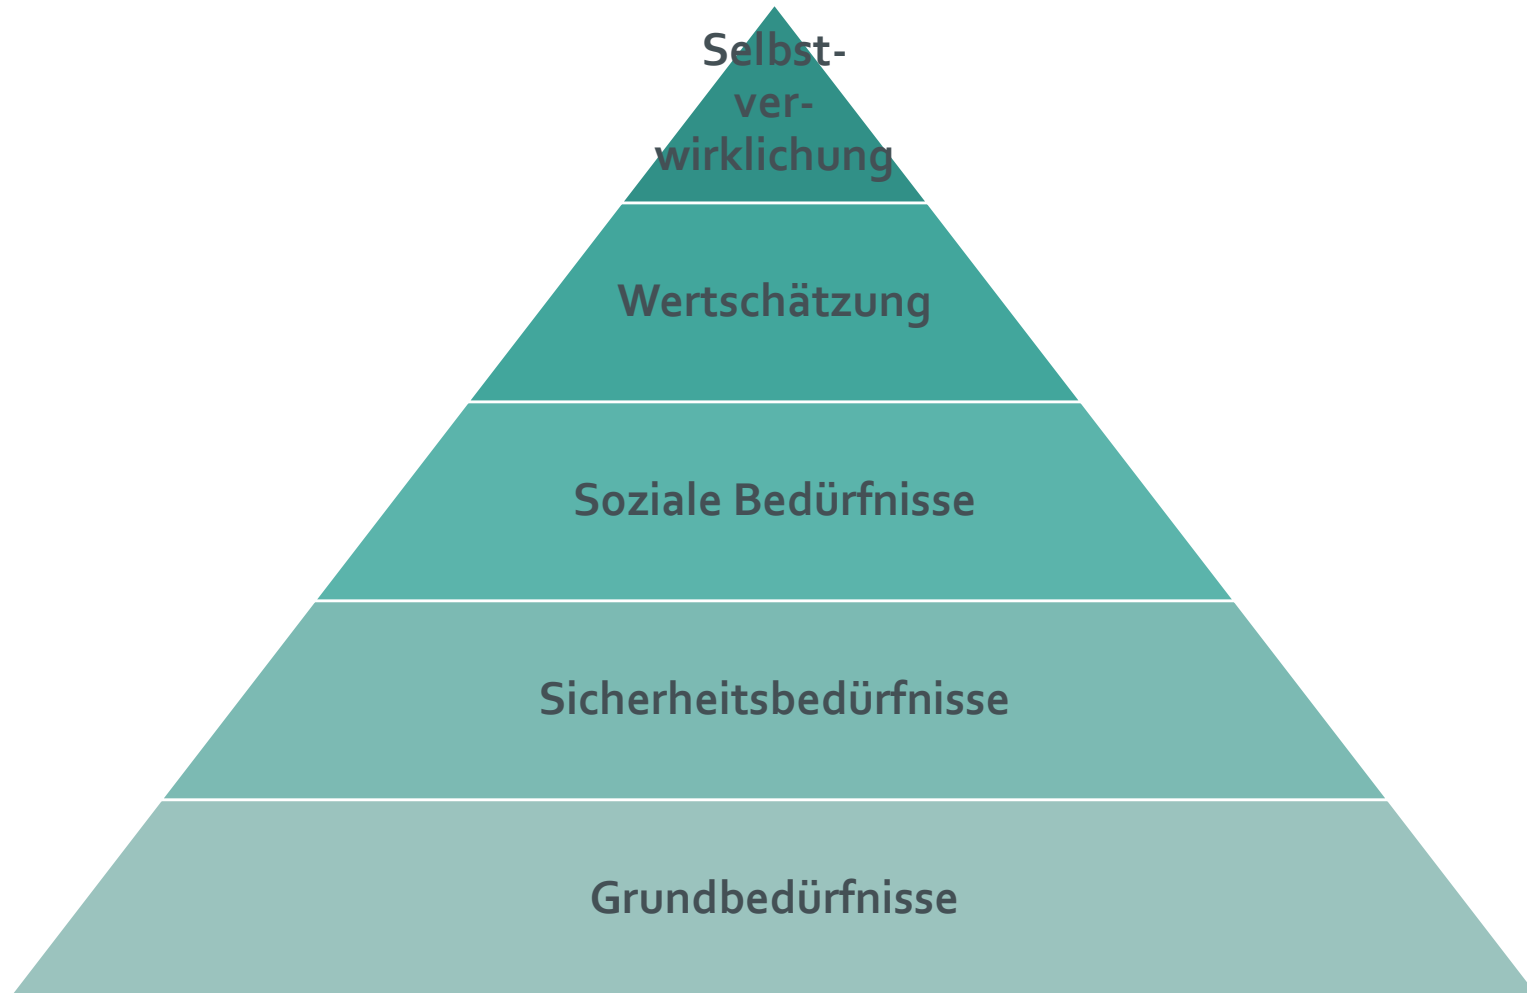 Selbst-
ver-
wirklichung
Wertschätzung
Soziale Bedürfnisse
Sicherheitsbedürfnisse
Grundbedürfnisse